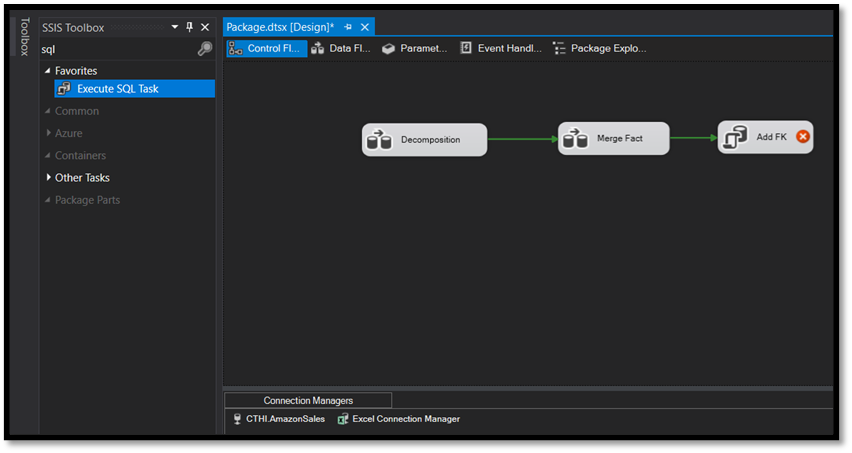 Toolbox
SSIS Toolbox
sql
Favorites
Execute SQL Task
Common
Azure
Containers
Other Tasks
Package Parts
Package.dtsx [Design]*
Control Fl... Data Fl... Paramet... Event Handl... Package Explo...
Decomposition
Merge Fact
Add FK
Connection Managers
CTHI.AmazonSales Excel Connection Manager